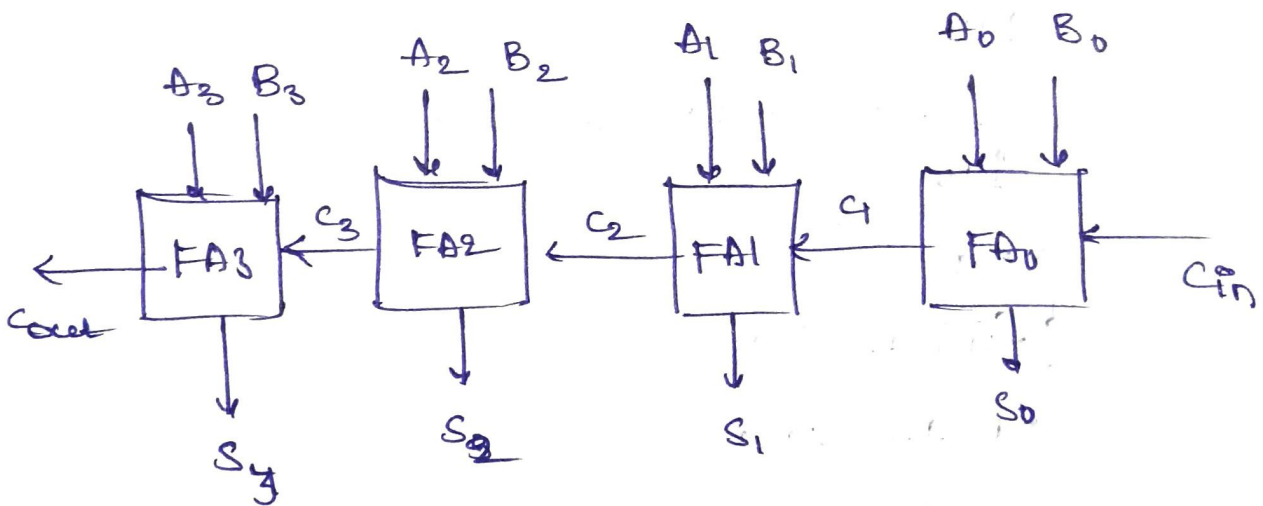 A3 B3 A2 B2 A1 B1 A0 B0
FA3 C3 FA2 C2 FA1 C1 FA0
Cout Cin
S2 S1 S0